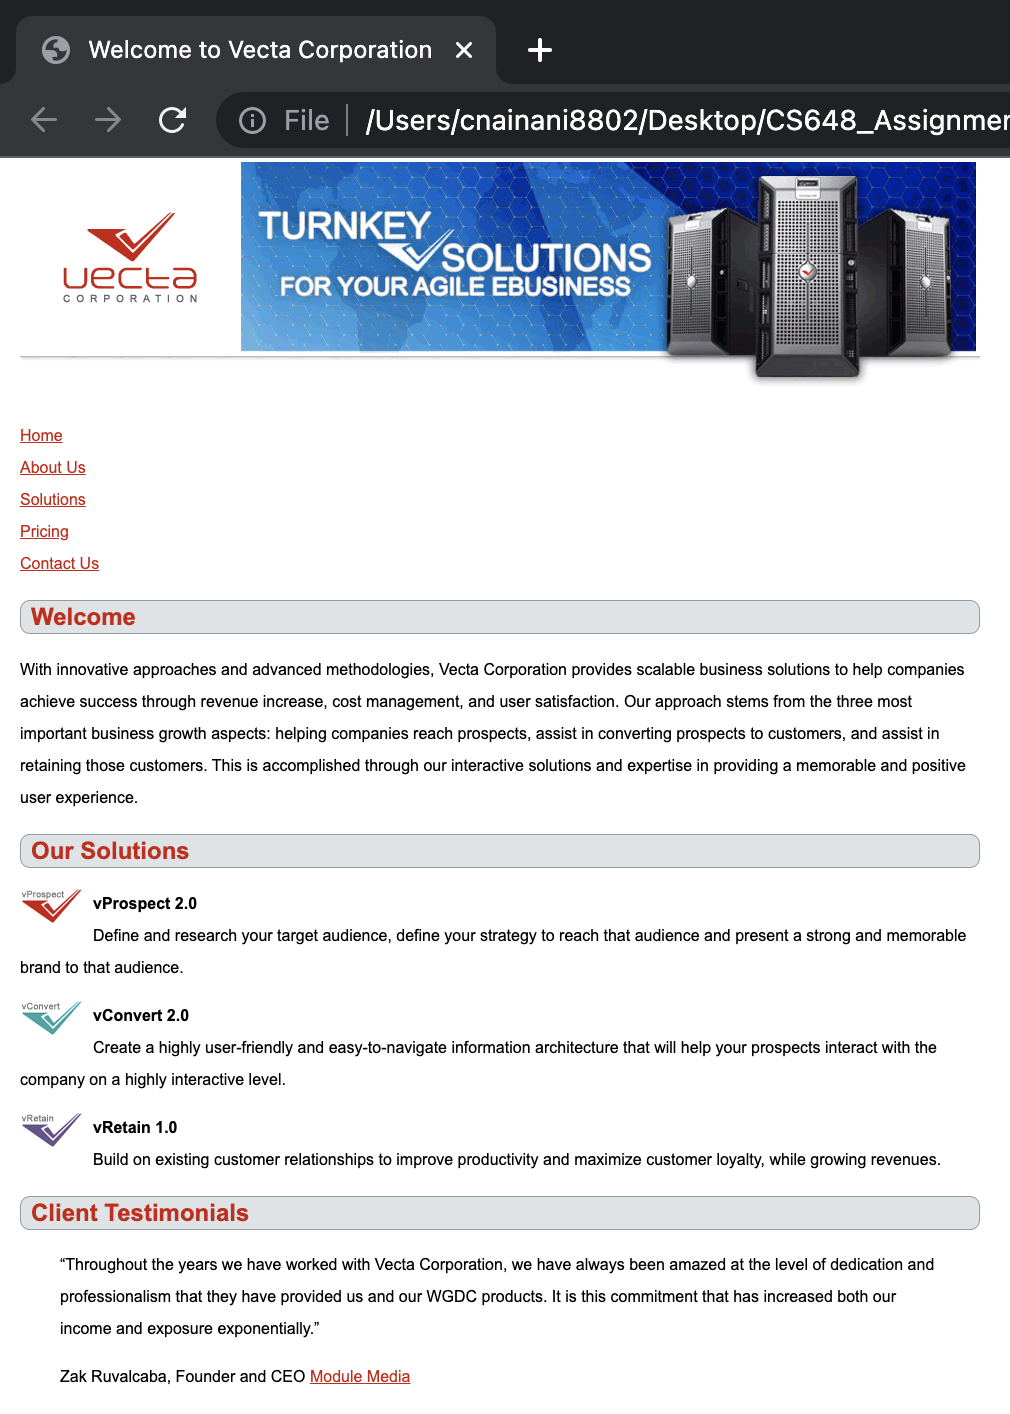 Welcome to Vecta Corporation
File /Users/cnainani8802/Desktop/CS648_Assignmen
vecta
CORPORATION
TURNKEY
SOLUTIONS
FOR YOUR AGILE EBUSINESS
Home
About Us
Solutions
Pricing
Contact Us
Welcome
With innovative approaches and advanced methodologies, Vecta Corporation provides scalable business solutions to help companies
achieve success through revenue increase, cost management, and user satisfaction. Our approach stems from the three most
important business growth aspects: helping companies reach prospects, assist in converting prospects to customers, and assist in
retaining those customers. This is accomplished through our interactive solutions and expertise in providing a memorable and positive
user experience.
Our Solutions
vProspect
vProspect 2.0
Define and research your target audience, define your strategy to reach that audience and present a strong and memorable
brand to that audience.
vConvert
vConvert 2.0
Create a highly user-friendly and easy-to-navigate information architecture that will help your prospects interact with the
company on a highly interactive level.
vRetain
vRetain 1.0
Build on existing customer relationships to improve productivity and maximize customer loyalty, while growing revenues.
Client Testimonials
“Throughout the years we have worked with Vecta Corporation, we have always been amazed at the level of dedication and
professionalism that they have provided us and our WGDC products. It is this commitment that has increased both our
income and exposure exponentially.”
Zak Ruvalcaba, Founder and CEO Module Media